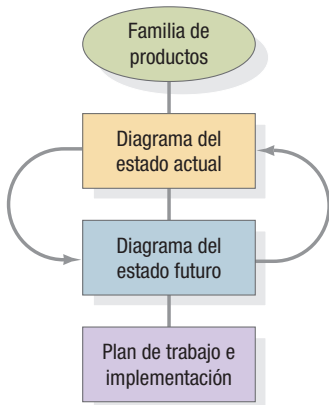 Familia de
productos
Diagrama del
estado actual
Diagrama del
estado futuro
Plan de trabajo e
implementación